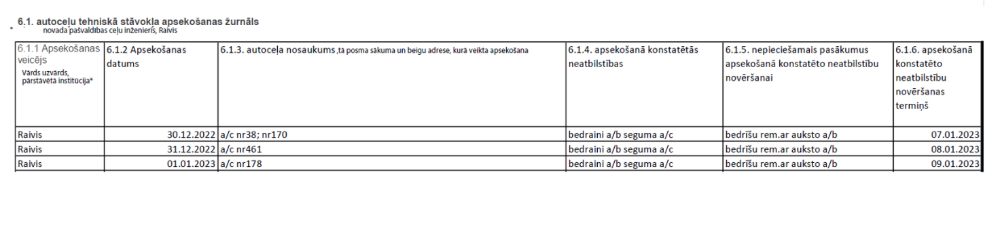 6.1. autoceļu tehniskā stāvokļa apsekošanas žurnāls
* novada pašvaldības ceļu inženieris, Raivis
6.1.1 Apsekošanas veicējs
Vārds uzvārds,
pārstāvētā institūcija*
6.1.2 Apsekošanas
datums
6.1.3. autoceļa nosaukums ,tā posma sākuma un beigu adrese, kurā veikta apsekošana
6.1.4. apsekošanā konstatētās
neatbilstības
6.1.5. nepieciešamais pasākumus
apsekošanā konstatēto neatbilstību
novēršanai
6.1.6. apsekošanā
konstatēto
neatbilstību
novēršanas
termiņš
Raivis 30.12.2022 a/c nr38; nr170 bedraini a/b seguma a/c bedrīšu rem.ar auksto a/b 07.01.2023
Raivis 31.12.2022 a/c nr461 bedraini a/b seguma a/c bedrīšu rem.ar auksto a/b 08.01.2023
Raivis 01.01.2023 a/c nr178 bedraini a/b seguma a/c bedrīšu rem.ar auksto a/b 09.01.2023